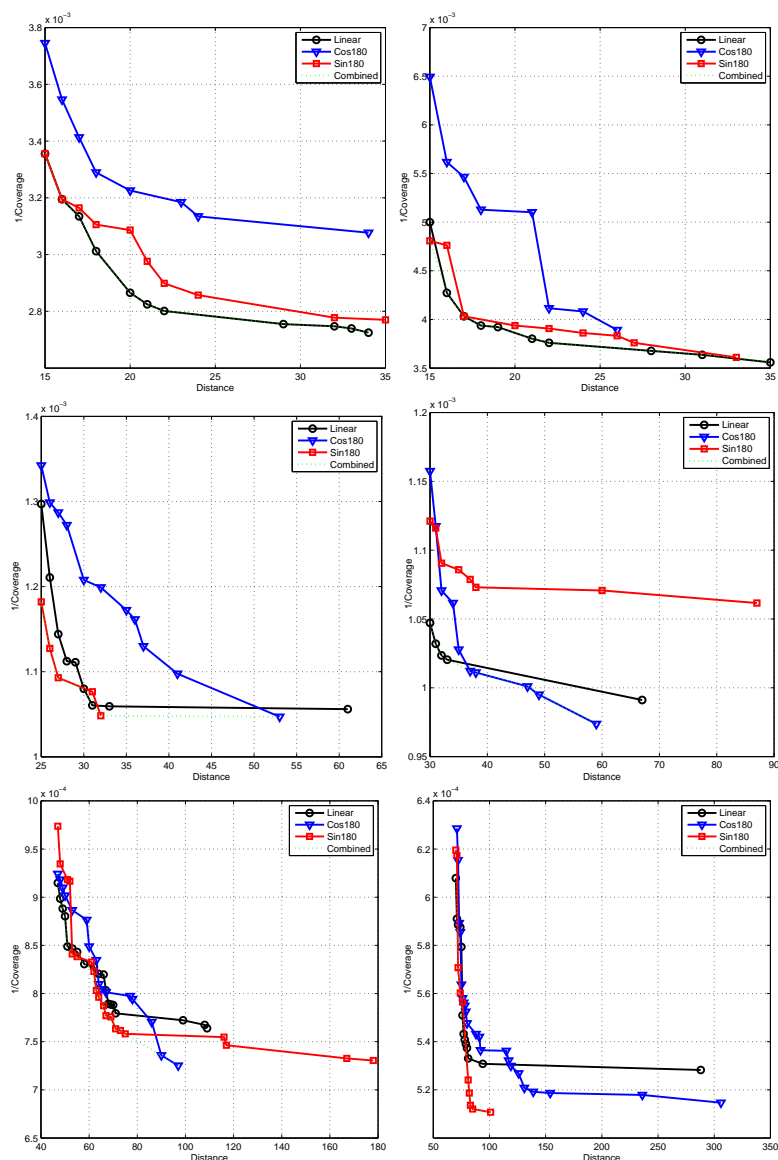 x 10⁻³
3.8
3.6
3.4
3.2
3
2.8
15 20 25 30 35
1/Coverage
Distance
Linear
Cos180
Sin180
Combined
x 10⁻³
7
6.5
6
5.5
5
4.5
4
3.5
15 20 25 30 35
1/Coverage
Distance
Linear
Cos180
Sin180
Combined
x 10⁻³
1.4
1.3
1.2
1.1
1
25 30 35 40 45 50 55 60 65
1/Coverage
Distance
Linear
Cos180
Sin180
Combined
x 10⁻³
1.2
1.15
1.1
1.05
1
0.95
30 40 50 60 70 80 90
1/Coverage
Distance
Linear
Cos180
Sin180
Combined
x 10⁻⁴
10
9.5
9
8.5
8
7.5
7
6.5
40 60 80 100 120 140 160 180
1/Coverage
Distance
Linear
Cos180
Sin180
Combined
x 10⁻⁴
6.4
6.2
6
5.8
5.6
5.4
5.2
50 100 150 200 250 300 350
1/Coverage
Distance
Linear
Cos180
Sin180
Combined